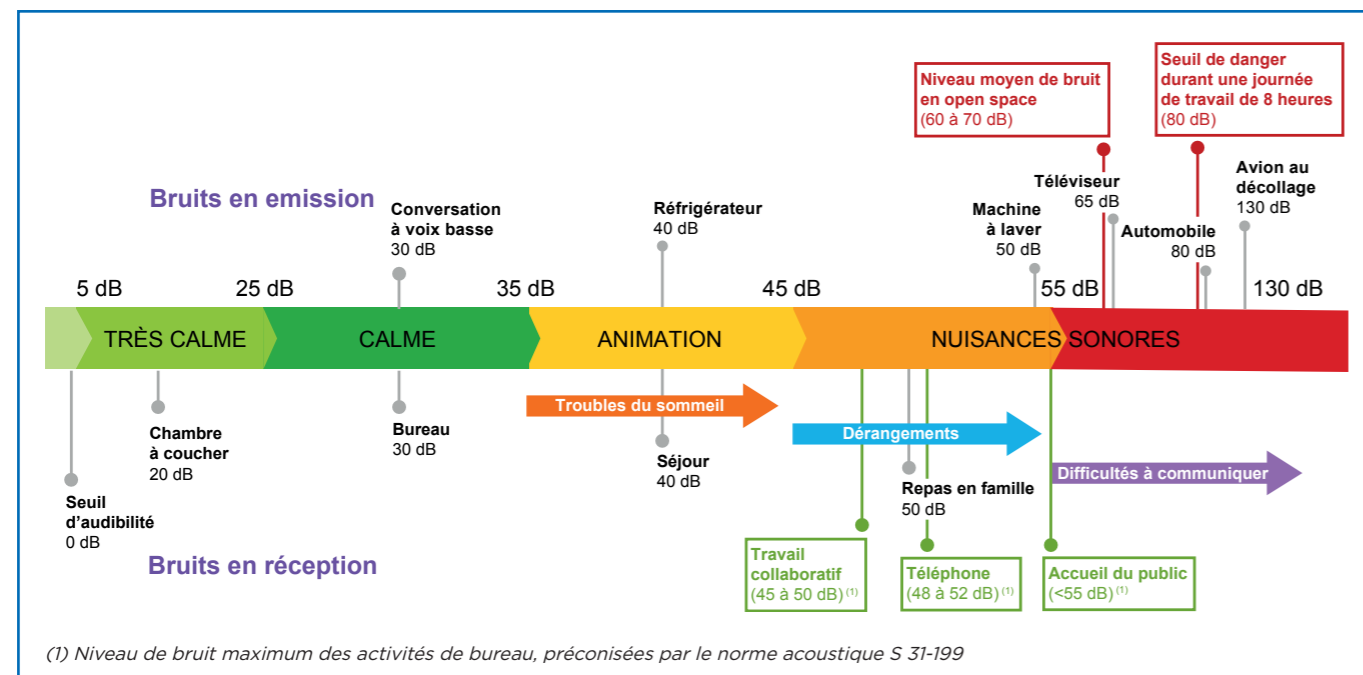 Niveau moyen de bruit
en open space
(60 à 70 dB)
Seuil de danger
durant une journée
de travail de 8 heures
(80 dB)
Bruits en emission
Conversation
à voix basse
30 dB
Réfrigérateur
40 dB
Machine
à laver
50 dB
Téléviseur
65 dB
Automobile
80 dB
Avion au
décollage
130 dB
5 dB
25 dB
35 dB
45 dB
55 dB
130 dB
TRÈS CALME
CALME
ANIMATION
NUISANCES SONORES
Troubles du sommeil
Dérangements
Difficultés à communiquer
Seuil
d'audibilité
0 dB
Chambre
à coucher
20 dB
Bureau
30 dB
Séjour
40 dB
Repas en famille
50 dB
Bruits en réception
Travail
collaboratif
(45 à 50 dB) (1)
Téléphone
(48 à 52 dB) (1)
Accueil du public
(<55 dB) (1)
(1) Niveau de bruit maximum des activités de bureau, préconisées par le norme acoustique S 31-199